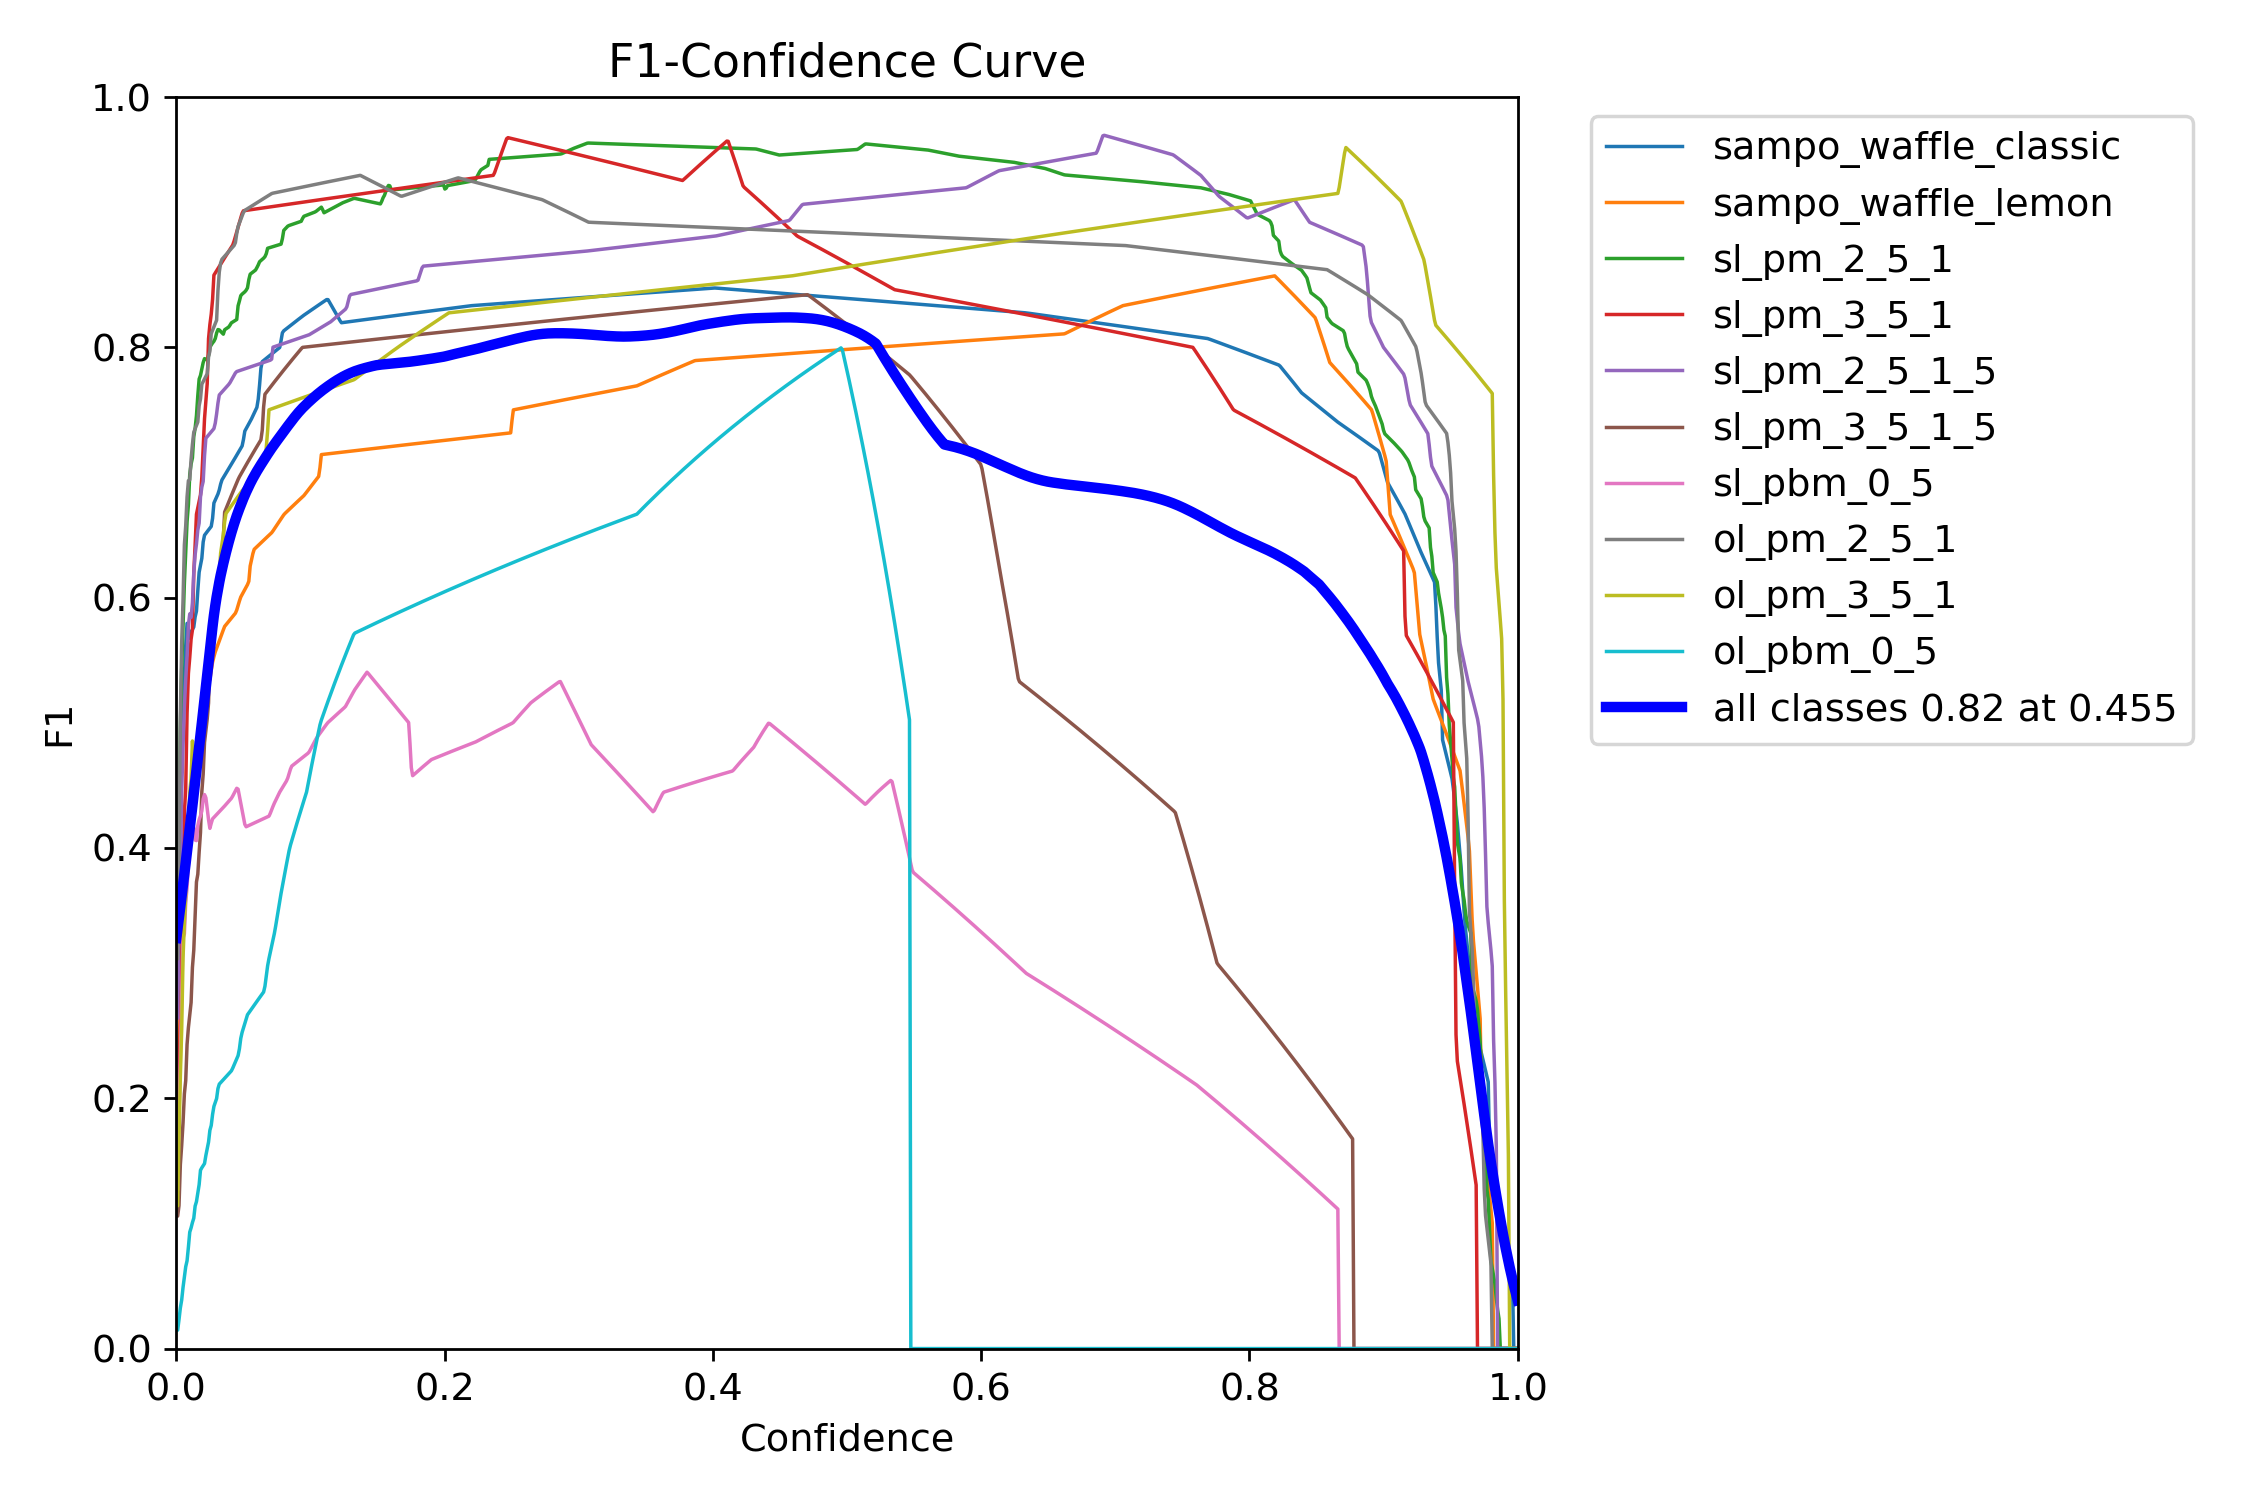 F1-Confidence Curve
1.0
0.8
0.6
0.4
0.2
0.0
F1
0.0 0.2 0.4 0.6 0.8 1.0
Confidence
sampo_waffle_classic
sampo_waffle_lemon
sl_pm_2_5_1
sl_pm_3_5_1
sl_pm_2_5_1_5
sl_pm_3_5_1_5
sl_pbm_0_5
ol_pm_2_5_1
ol_pm_3_5_1
ol_pbm_0_5
all classes 0.82 at 0.455